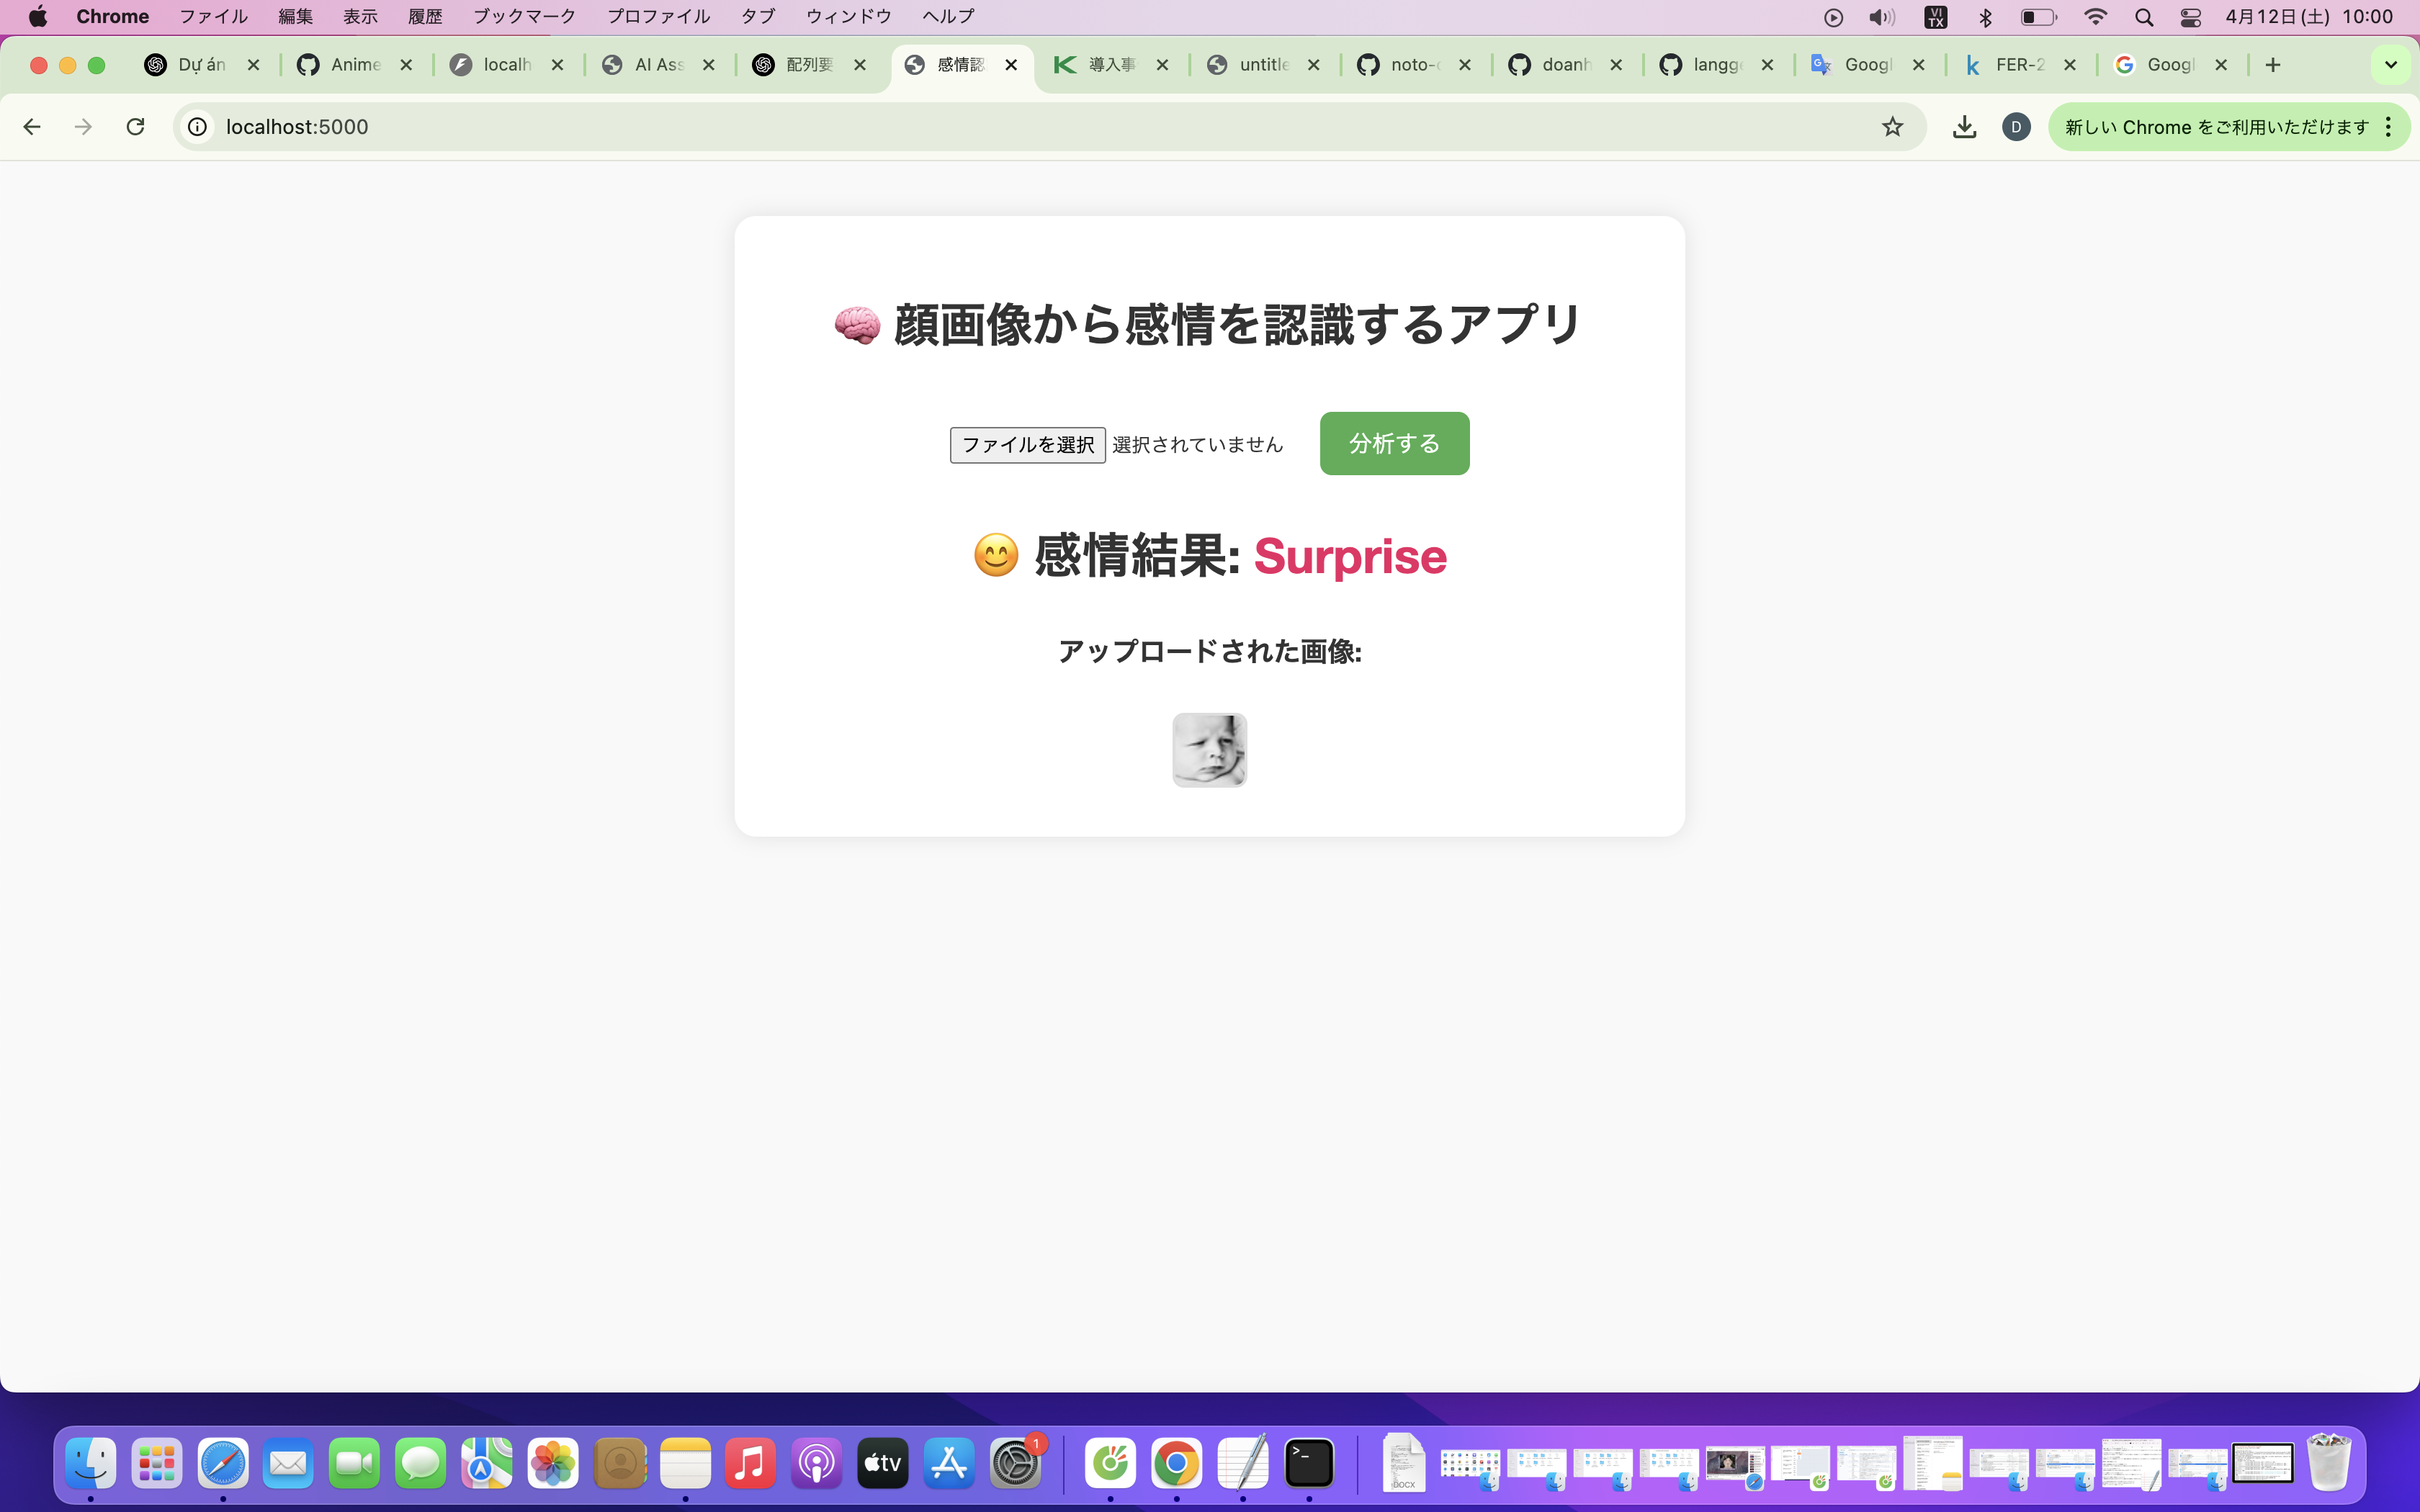 Chrome ファイル 編集 表示 履歴 ブックマーク プロファイル タブ ウィンドウ ヘルプ VI TX 4月12日(土) 10:00
Dự án Anime localh AI Ass 配列要 感情認 導入事 untitle noto- doanh langg Googl FER-2 Googl
localhost:5000 D 新しい Chrome をご利用いただけます
🧠 顔画像から感情を認識するアプリ
ファイルを選択 選択されていません 分析する
😊 感情結果: Surprise
アップロードされた画像:
1
tv
>_
DOCX